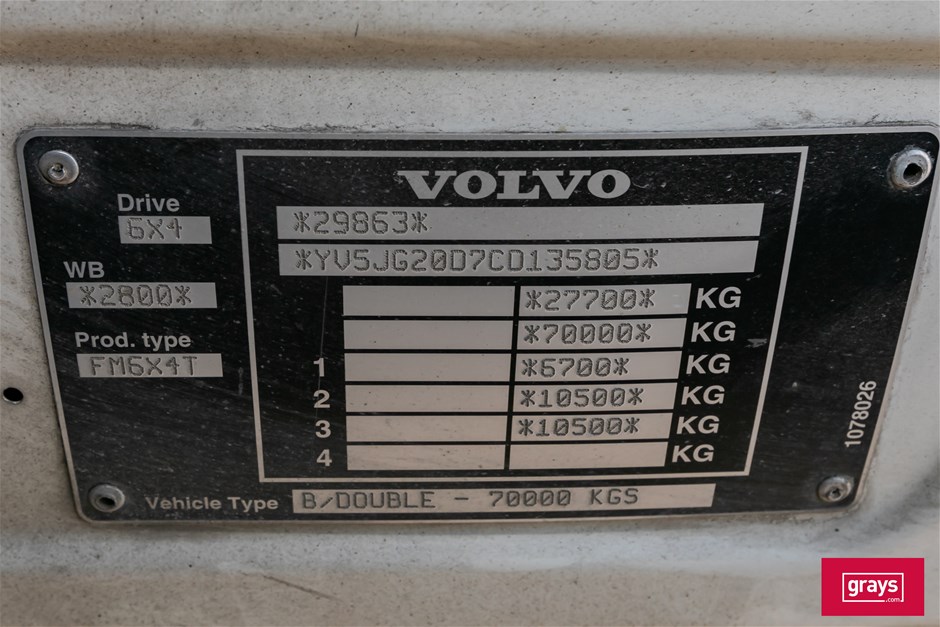 VOLVO
Drive
6X4
*29863*
*YV5JG20D7CD135805*
WB
*2800*
*27700* KG
*70000* KG
Prod. type
FM6X4T
1 *6700* KG
2 *10500* KG
3 *10500* KG
4 KG
1078026
Vehicle Type B/DOUBLE - 70000 KGS
grays
.com